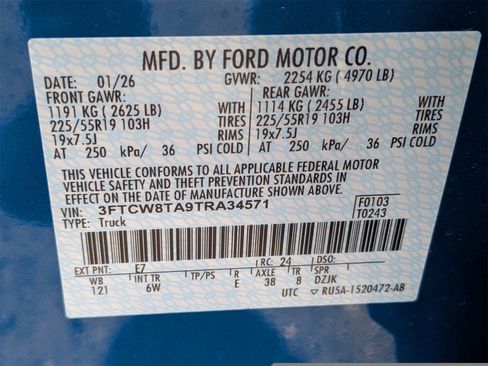 MFD. BY FORD MOTOR CO.
DATE: 01/26 GVWR: 2254 KG (4970 LB)
FRONT GAWR: REAR GAWR:
1191 KG (2625 LB) 1114 KG (2455 LB)
225/55R19 103H TIRES 225/55R19 103H TIRES
19x7.5J RIMS 19x7.5J RIMS
AT 250 kPa/ 36 PSI COLD AT 250 kPa/ 36 PSI COLD
THIS VEHICLE CONFORMS TO ALL APPLICABLE FEDERAL MOTOR
VEHICLE SAFETY AND THEFT PREVENTION STANDARDS IN
EFFECT ON THE DATE OF MANUFACTURE SHOWN ABOVE.
VIN: 3FTCW8TA9TRA34571 F0103
TYPE: Truck T0243
EXT PNT: E7 RC: 24 DSO:
WB INT TR TP/PS R AXLE TR SPR
121 6W E 38 8 DZJK
UTC RU5A-1520472-AB